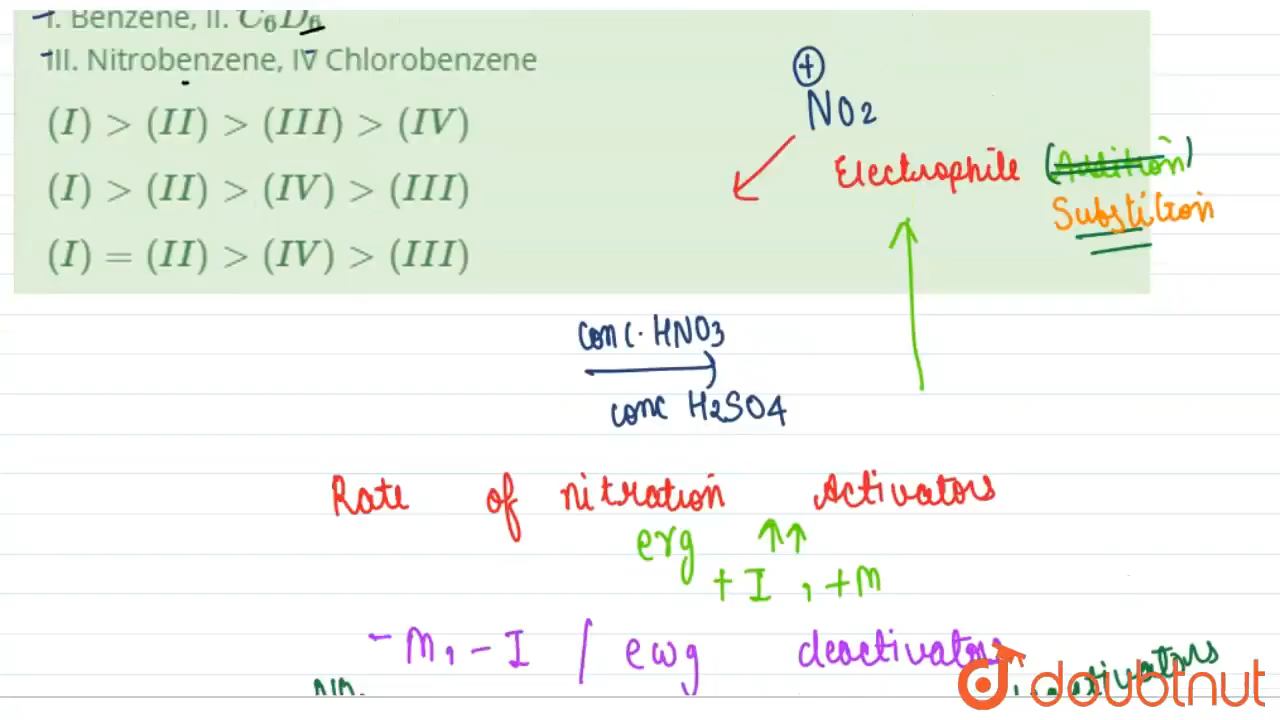 I. Benzene, II. C₆D₆
III. Nitrobenzene, IV Chlorobenzene
(I) > (II) > (III) > (IV)
(I) > (II) > (IV) > (III)
(I) = (II) > (IV) > (III)
⊕
NO2
Electrophile (Addition)
Substitron
conc. HNO3
conc H2SO4
Rate of nitration Activators
erg ↑↑
+I, +M
-M, -I / ewg deactivators
doubtnut